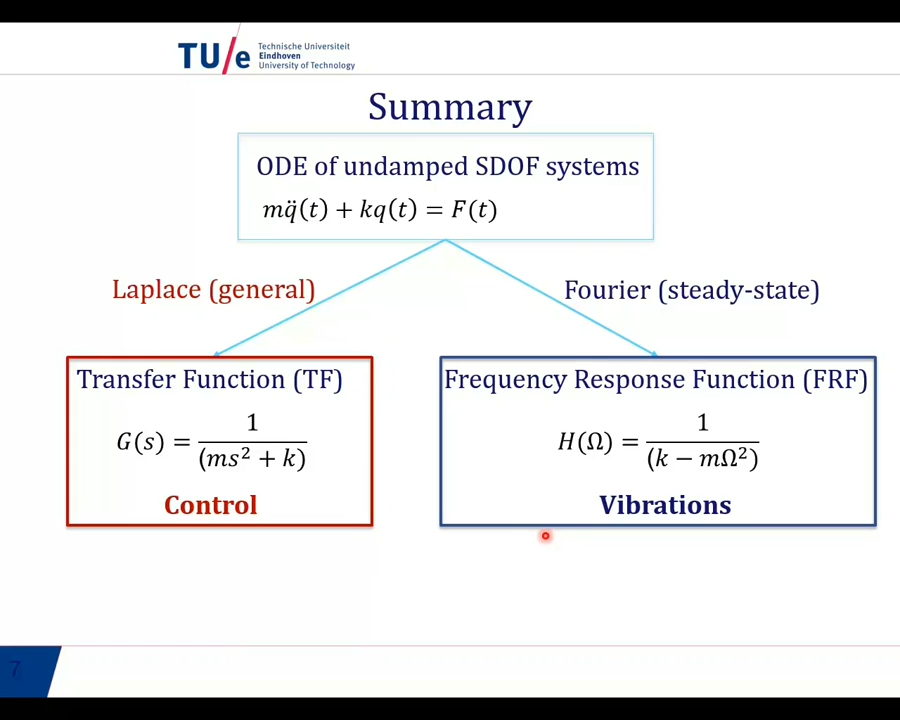 TU/e
Technische Universiteit
Eindhoven
University of Technology
Summary
ODE of undamped SDOF systems
mq̈(t) + kq(t) = F(t)
Laplace (general)
Fourier (steady-state)
Transfer Function (TF)
G(s) = 1 / (ms² + k)
Control
Frequency Response Function (FRF)
H(Ω) = 1 / (k − mΩ²)
Vibrations
7